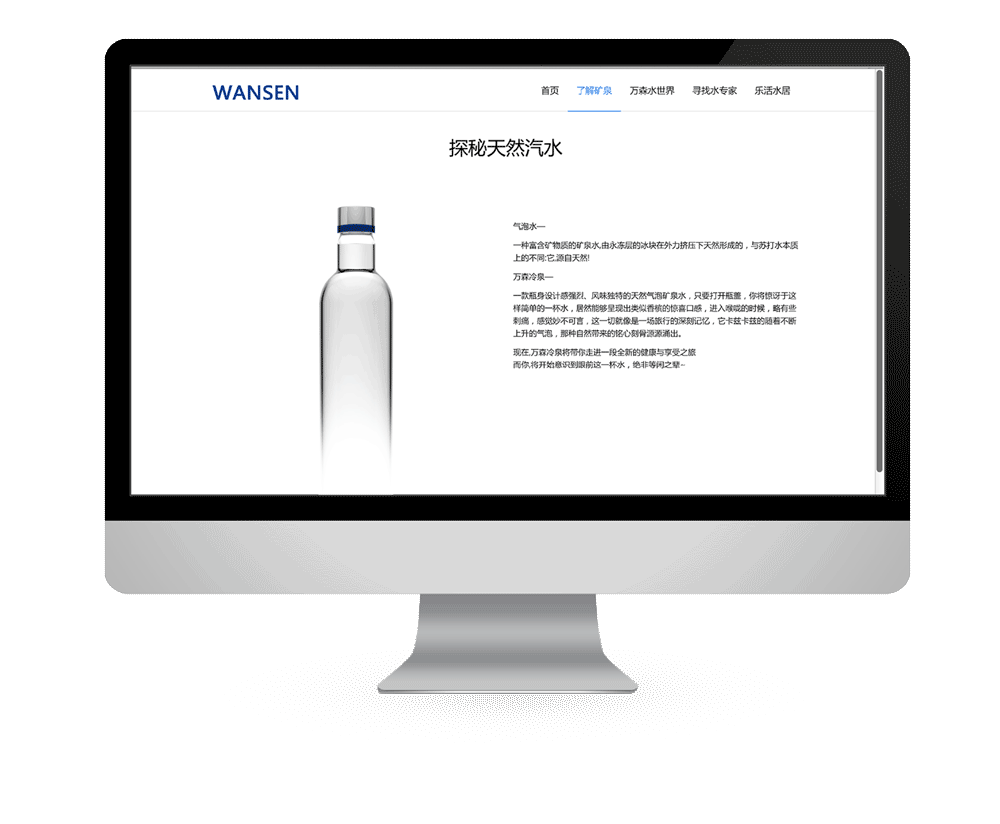 WANSEN
首页 了解矿泉 万森水世界 寻找水专家 乐活水居
探秘天然汽水
气泡水—
一种富含矿物质的矿泉水,由永冻层的冰块在外力挤压下天然形成的，与苏打水本质
上的不同:它,源自天然!
万森冷泉—
一款瓶身设计感强烈、风味独特的天然气泡矿泉水，只要打开瓶盖，你将惊讶于这
样简单的一杯水，居然能够呈现出类似香槟的惊喜口感，进入喉咙的时候，略有些
刺痛，感觉妙不可言，这一切就像是一场旅行的深刻记忆，它卡兹卡兹的随着不断
上升的气泡，那种自然带来的铭心刻骨源源涌出。
现在,万森冷泉将带你走进一段全新的健康与享受之旅
而你,将开始意识到眼前这一杯水，绝非等闲之辈~